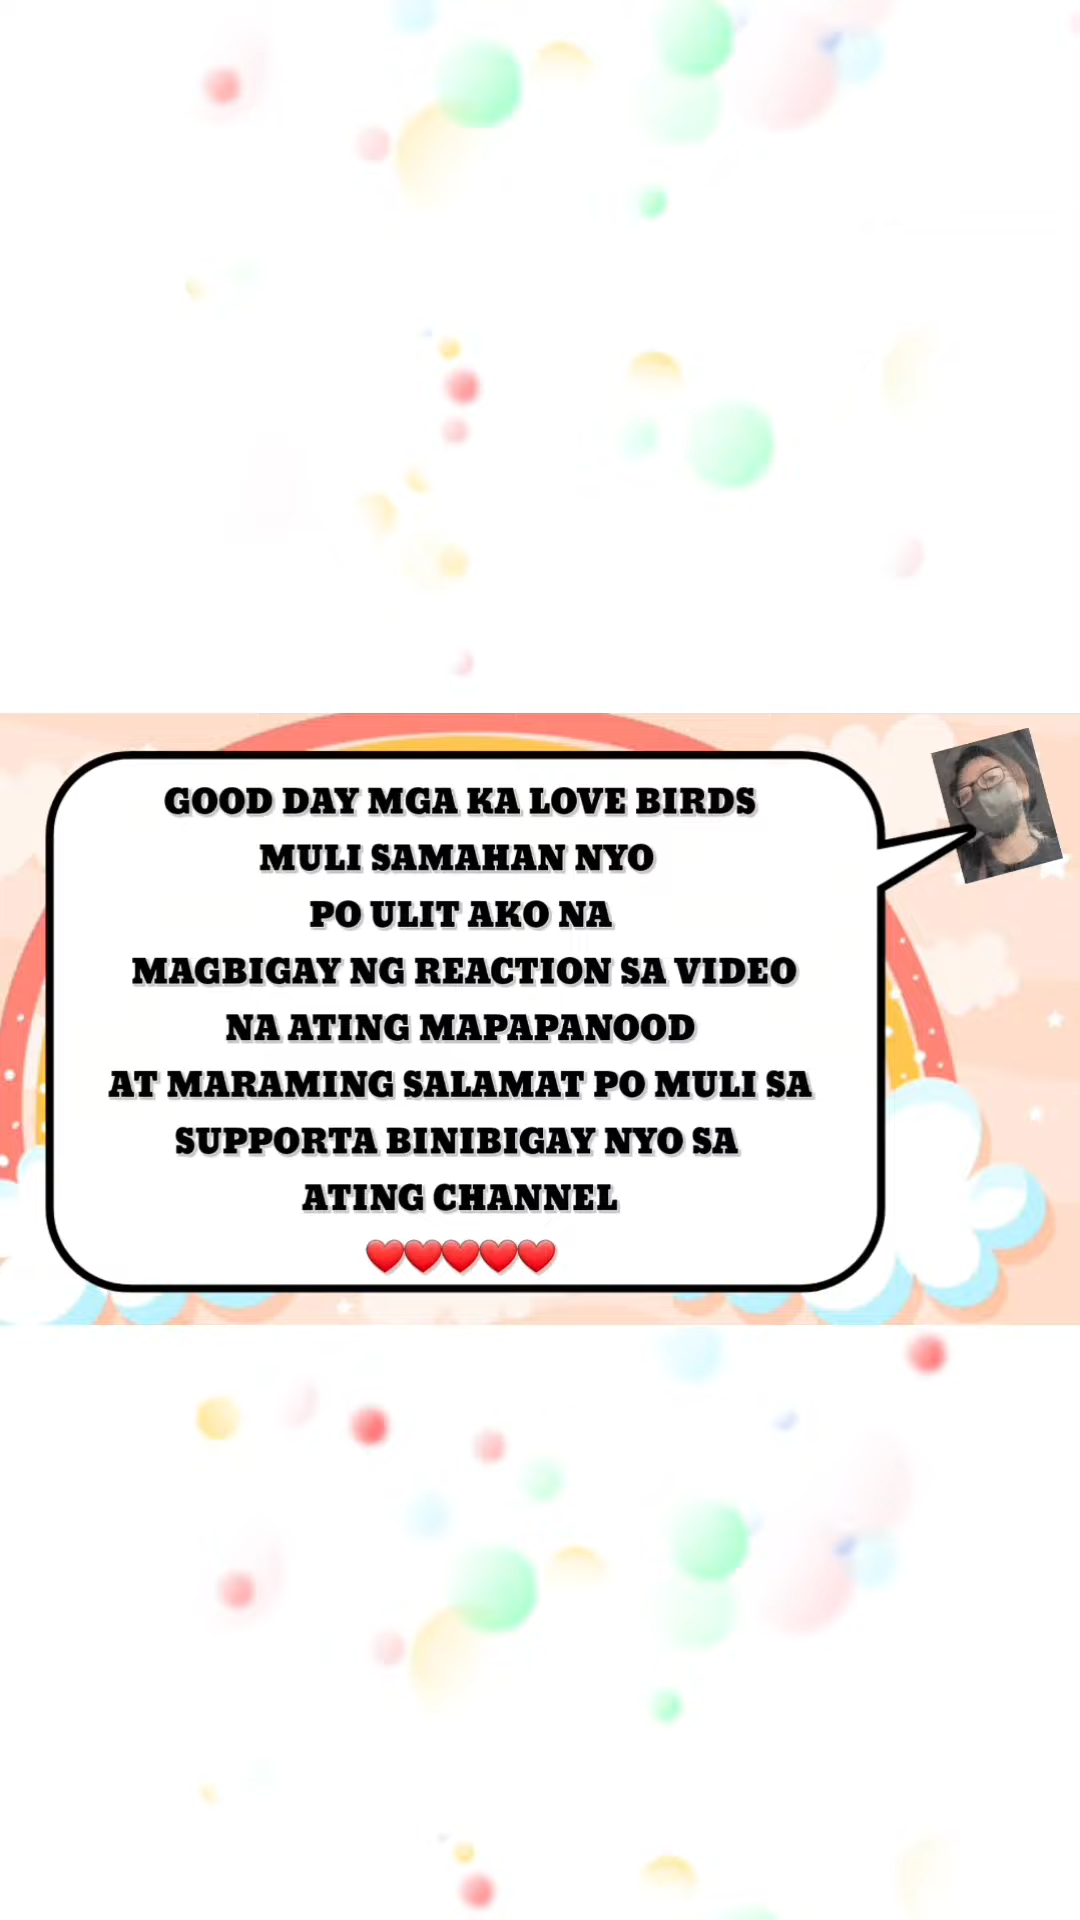 GOOD DAY MGA KA LOVE BIRDS
MULI SAMAHAN NYO
PO ULIT AKO NA
MAGBIGAY NG REACTION SA VIDEO
NA ATING MAPAPANOOD
AT MARAMING SALAMAT PO MULI SA
SUPPORTA BINIBIGAY NYO SA
ATING CHANNEL
❤️❤️❤️❤️❤️